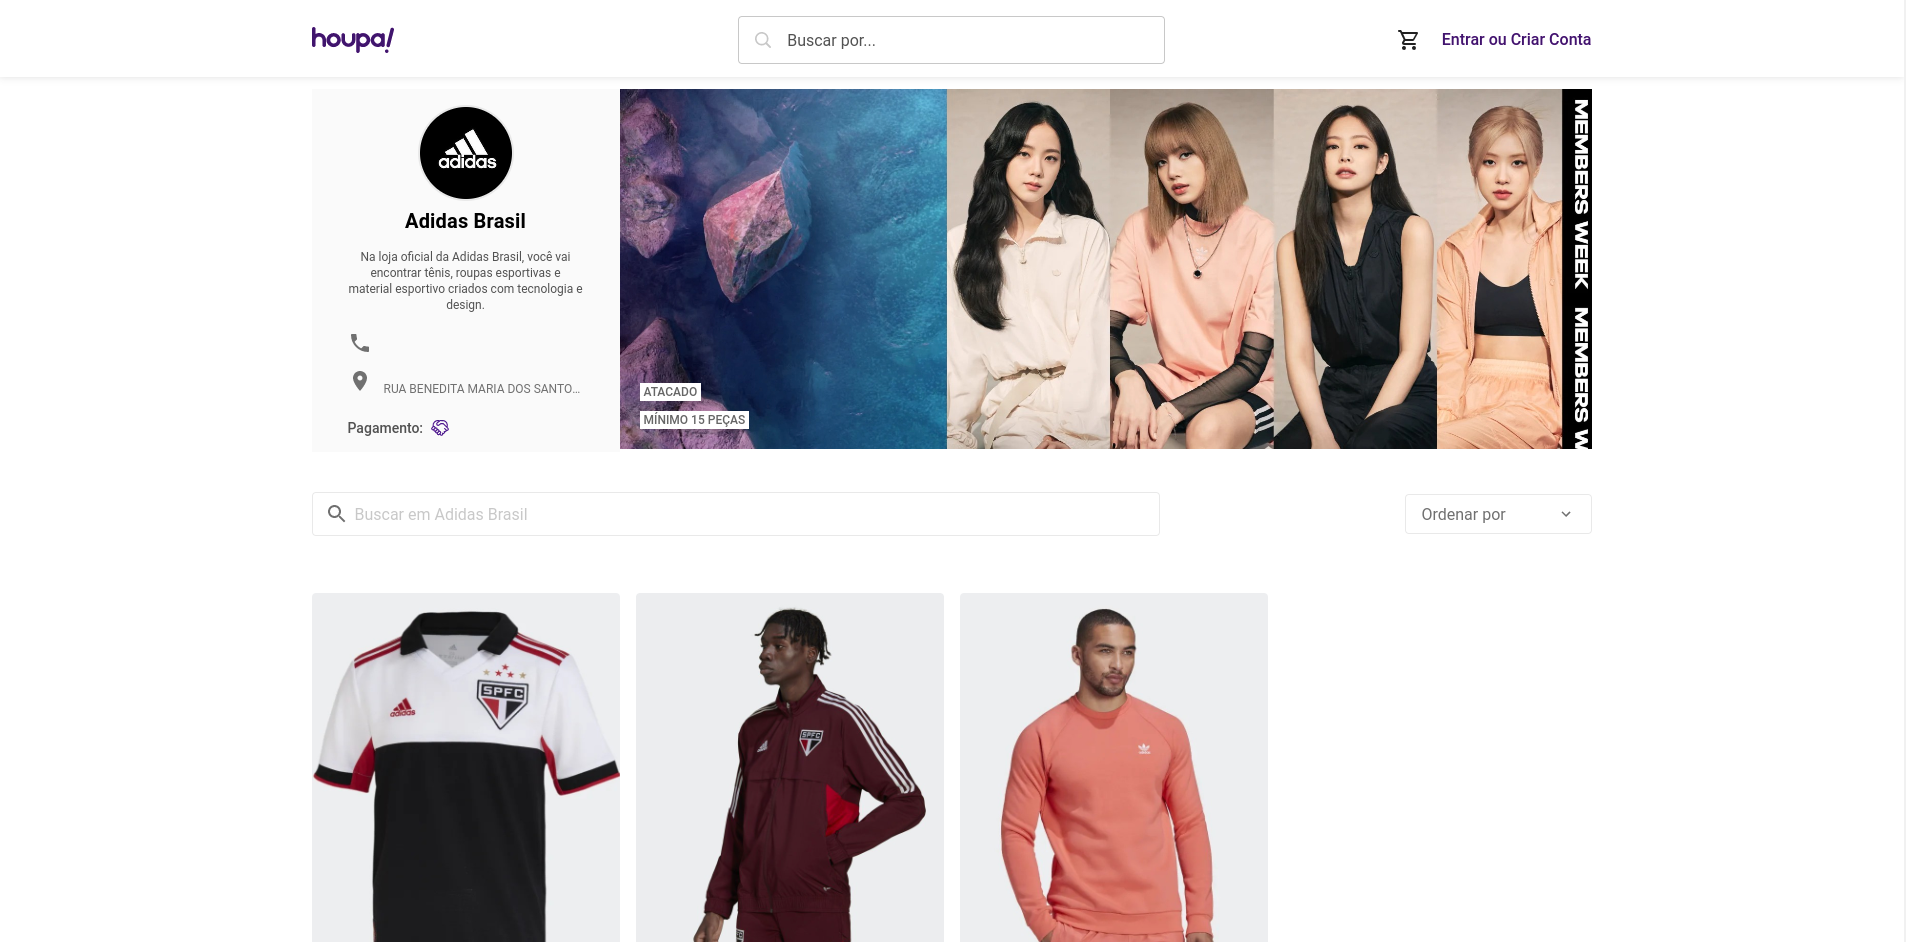 houpa!
Buscar por...
Entrar ou Criar Conta
adidas
Adidas Brasil
Na loja oficial da Adidas Brasil, você vai
encontrar tênis, roupas esportivas e
material esportivo criados com tecnologia e
design.
RUA BENEDITA MARIA DOS SANTO...
Pagamento:
ATACADO
MÍNIMO 15 PEÇAS
MEMBERS WEEK MEMBERS W
Buscar em Adidas Brasil
Ordenar por
adidas
SPFC
SPFC